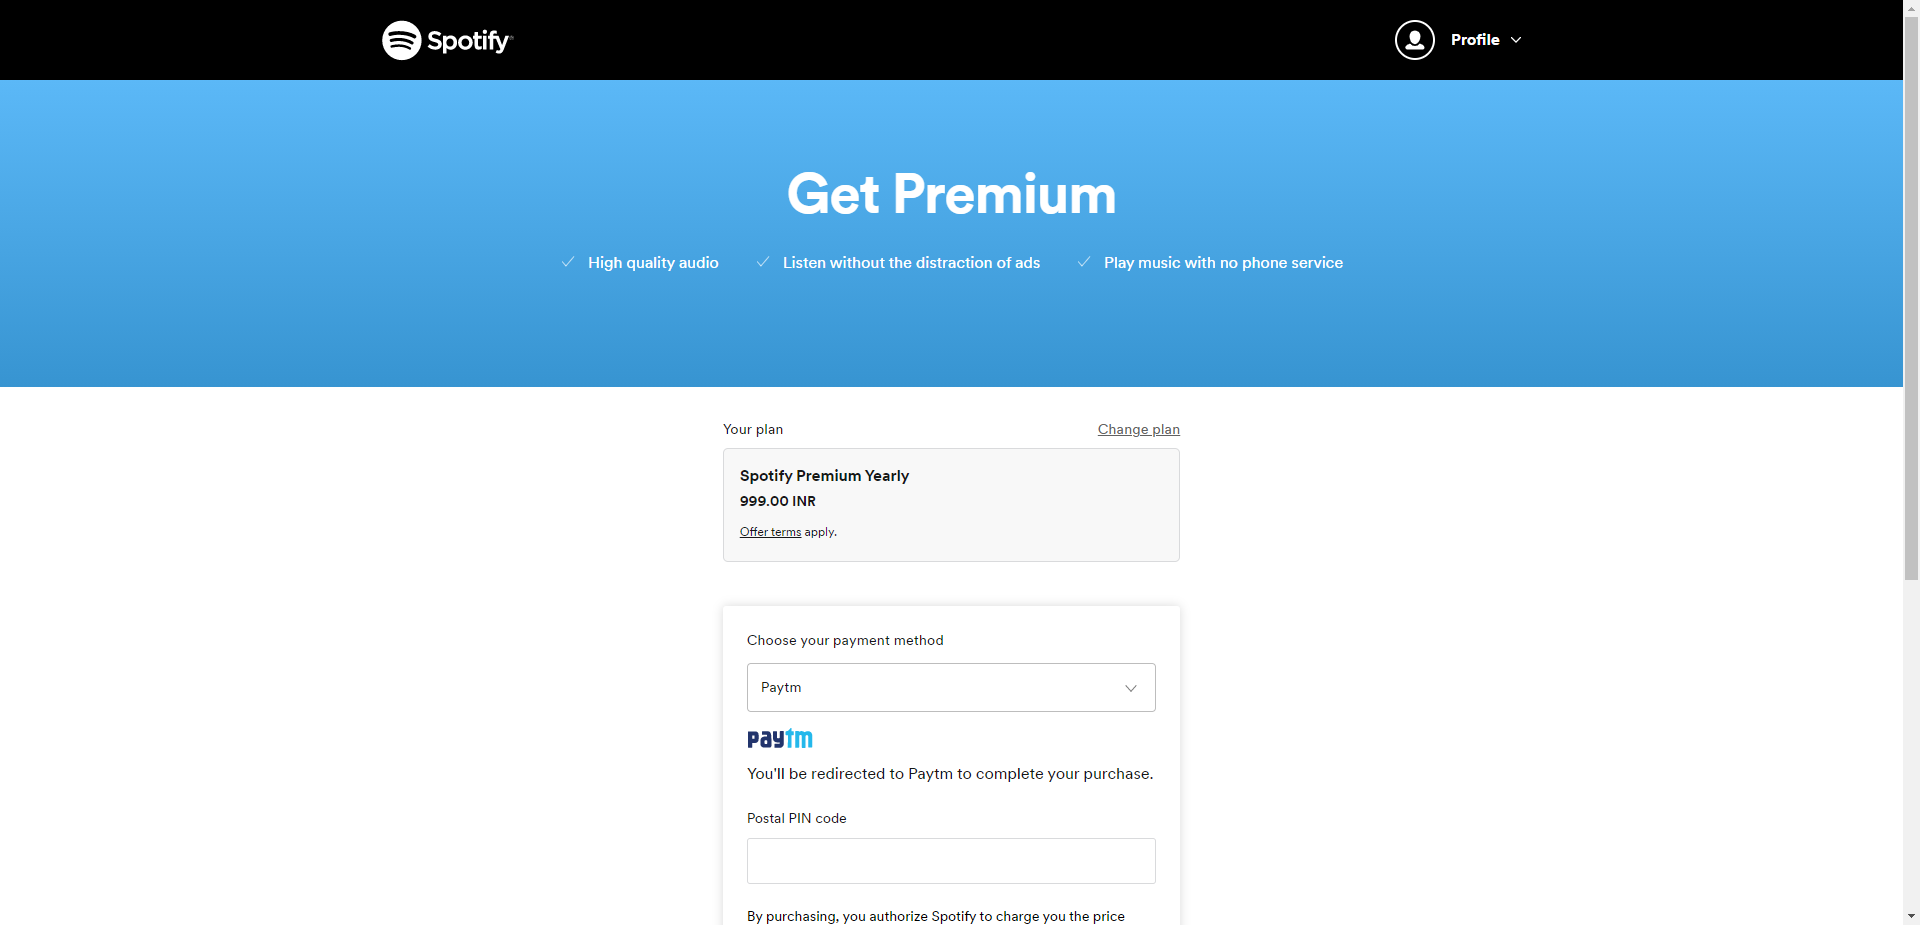 Spotify
Profile
Get Premium
High quality audio
Listen without the distraction of ads
Play music with no phone service
Your plan
Change plan
Spotify Premium Yearly
999.00 INR
Offer terms apply.
Choose your payment method
Paytm
paytm
You'll be redirected to Paytm to complete your purchase.
Postal PIN code
By purchasing, you authorize Spotify to charge you the price